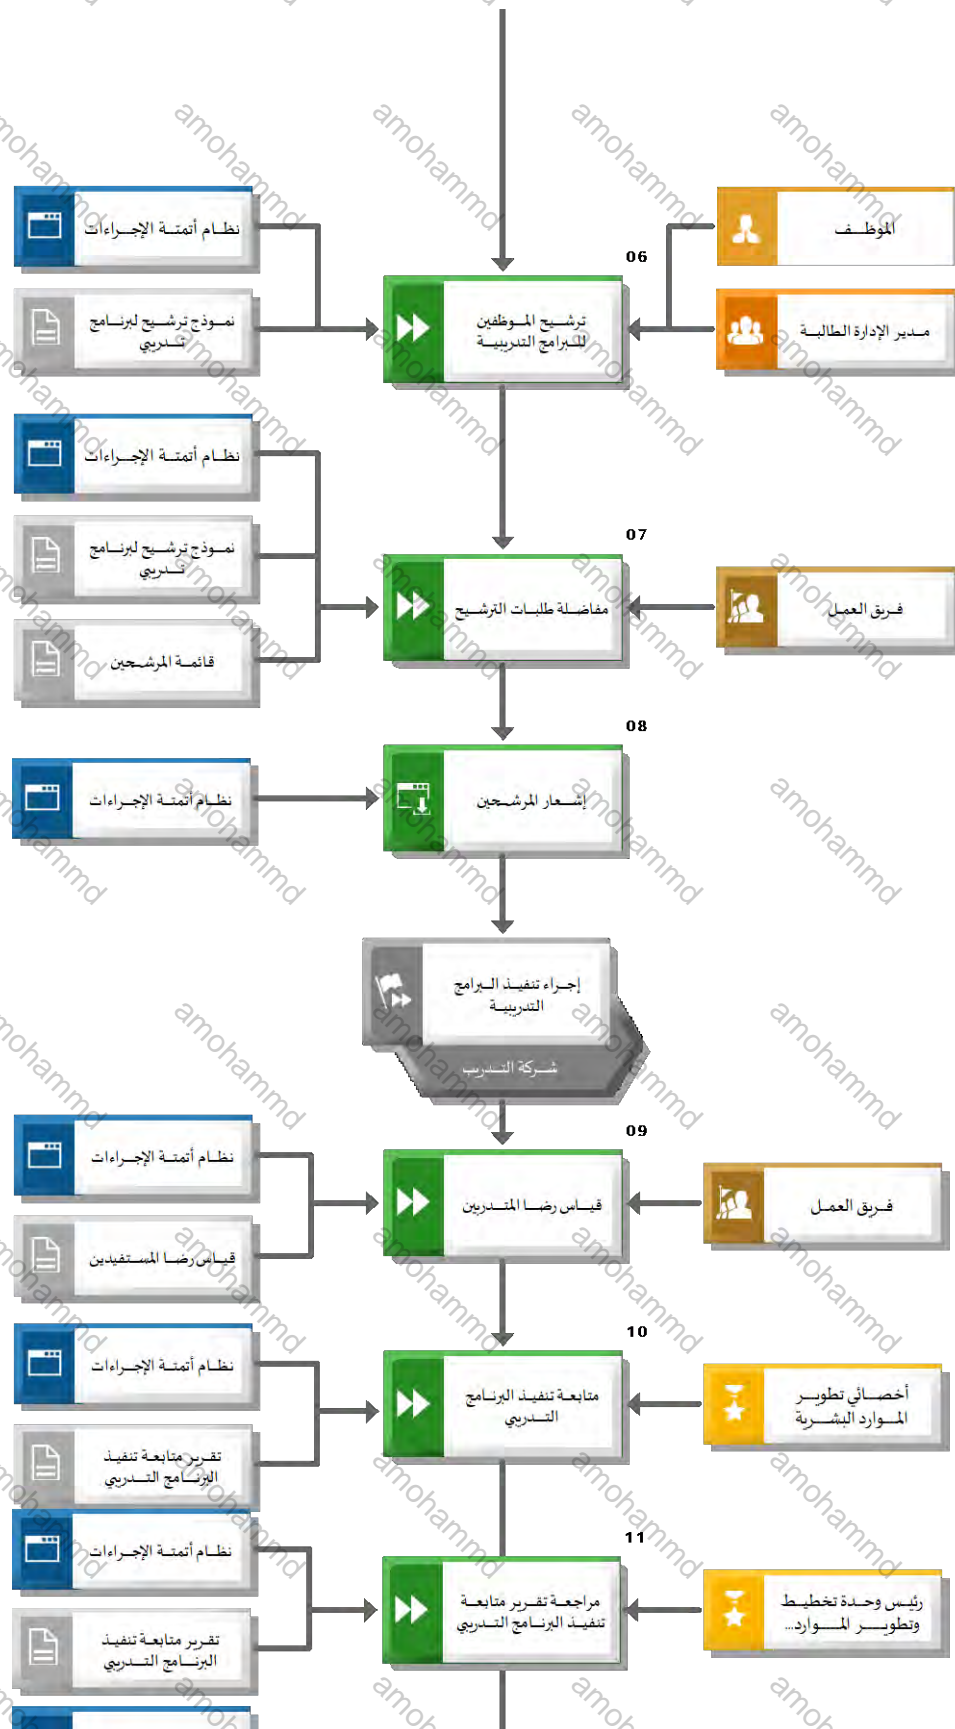 06
الموظف
مدير الإدارة الطالبة
ترشيح الموظفين
للبرامج التدريبية
نظام أتمتة الإجراءات
نموذج ترشيح لبرنامج
تدريبي
07
فريق العمل
مفاضلة طلبات الترشيح
نظام أتمتة الإجراءات
نموذج ترشيح لبرنامج
تدريبي
قائمة المرشحين
08
إشعار المرشحين
نظام أتمتة الإجراءات
إجراء تنفيذ البرامج
التدريبية
شركة التدريب
09
فريق العمل
قياس رضا المتدربين
نظام أتمتة الإجراءات
قياس رضا المستفيدين
10
أخصائي تطوير
الموارد البشرية
متابعة تنفيذ البرنامج
التدريبي
نظام أتمتة الإجراءات
تقرير متابعة تنفيذ
البرنامج التدريبي
11
رئيس وحدة تخطيط
وتطوير الموارد...
مراجعة تقرير متابعة
تنفيذ البرنامج التدريبي
نظام أتمتة الإجراءات
تقرير متابعة تنفيذ
البرنامج التدريبي
amohammd